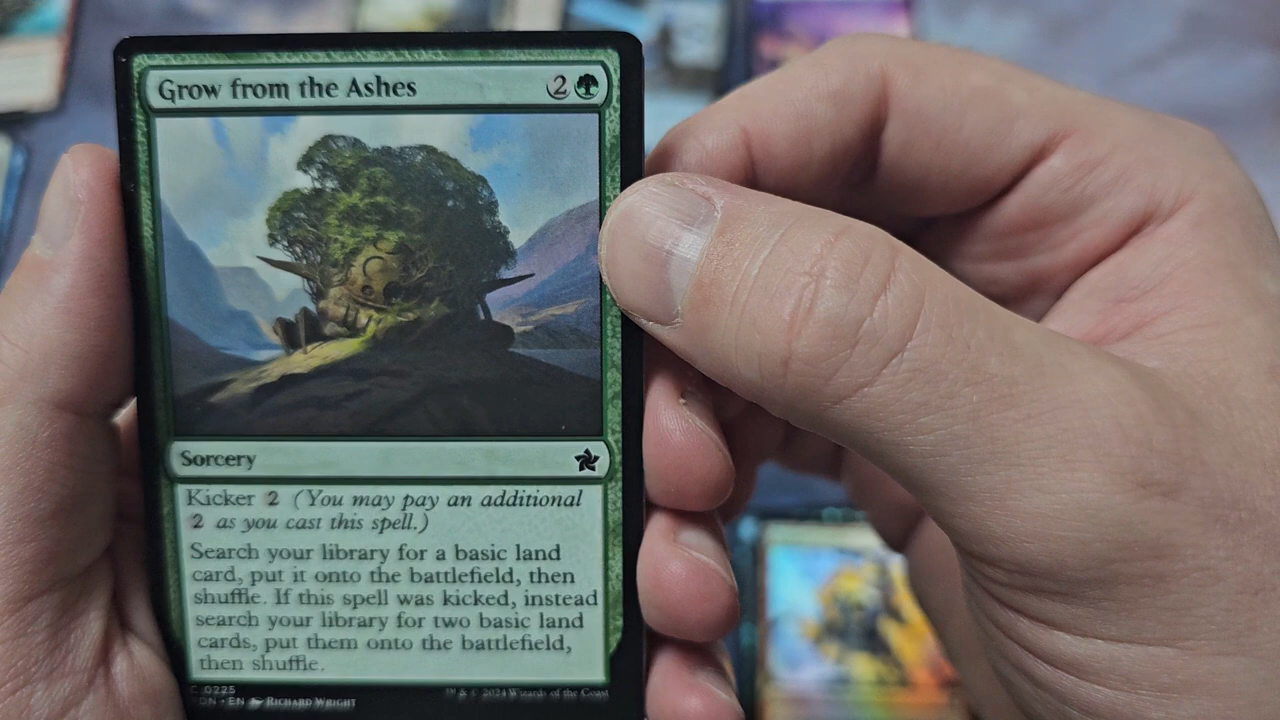 Grow from the Ashes 2
Sorcery
Kicker 2 (You may pay an additional
2 as you cast this spell.)
Search your library for a basic land
card, put it onto the battlefield, then
shuffle. If this spell was kicked, instead
search your library for two basic land
cards, put them onto the battlefield,
then shuffle.
C 0225
DN • EN RICHARD WRIGHT
™ & © 2024 Wizards of the Coast